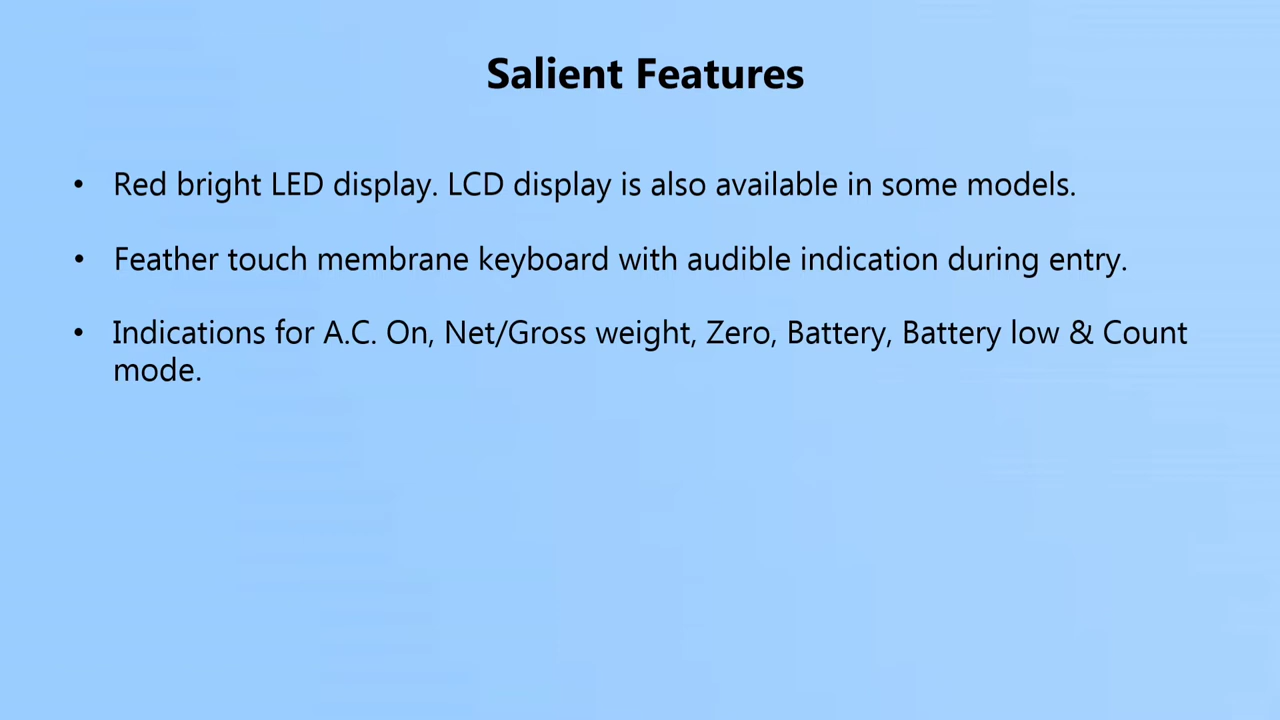 Salient Features
• Red bright LED display. LCD display is also available in some models.
• Feather touch membrane keyboard with audible indication during entry.
• Indications for A.C. On, Net/Gross weight, Zero, Battery, Battery low & Count
mode.